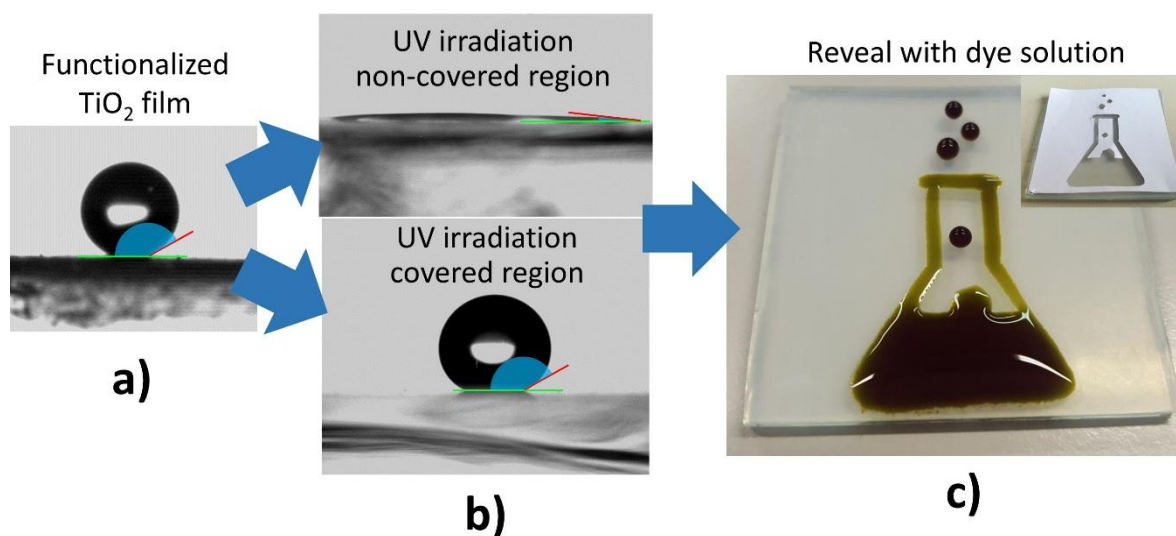 Functionalized
TiO₂ film
a)
UV irradiation
non-covered region
UV irradiation
covered region
b)
Reveal with dye solution
c)